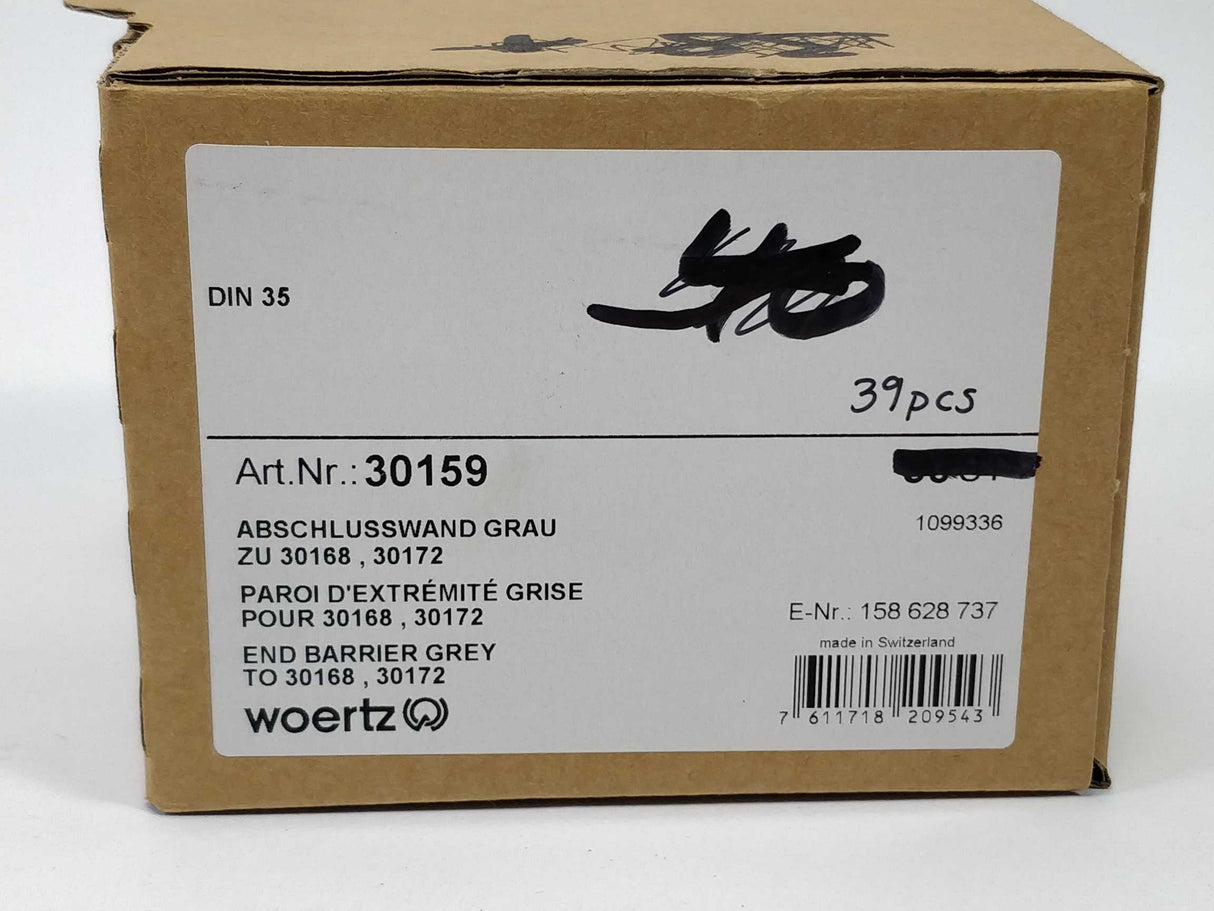 DIN 35
39pcs
Art.Nr.: 30159
ABSCHLUSSWAND GRAU
ZU 30168 , 30172
1099336
PAROI D'EXTRÉMITÉ GRISE
POUR 30168 , 30172
E-Nr.: 158 628 737
made in Switzerland
END BARRIER GREY
TO 30168 , 30172
woertz
7 611718 209543